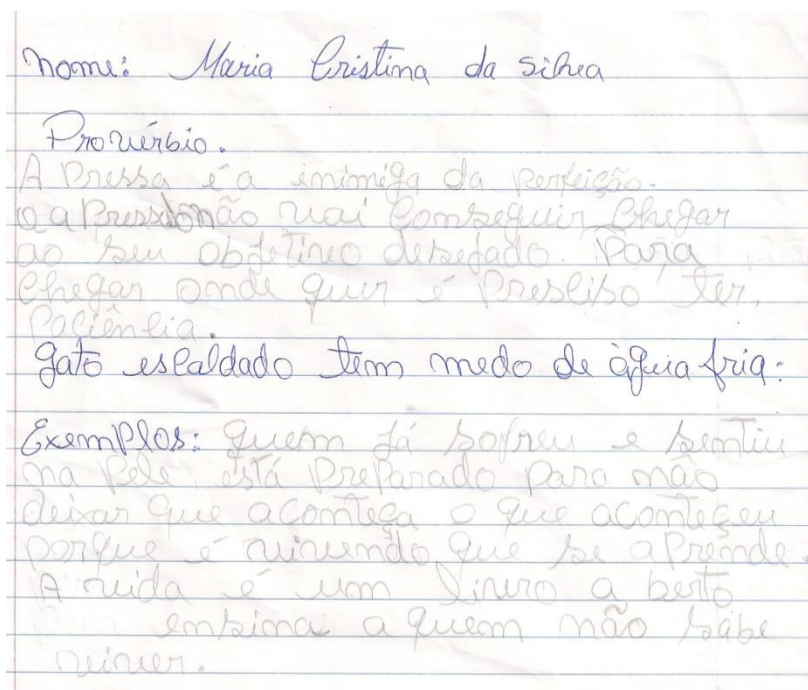 nome: Maria Cristina da Silva
Provérbio.
A Pressa é a inimiga da perfeição.
a Pressa não vai Conseguir Chegar
ao seu objetivo desejado. Para
Chegar onde quer é Presciso Ter,
Paciência.
gato escaldado tem medo de àguia fria:
Exemplos: quem já sofreu e sentiu
na pele está preparado para não
deixar que aconteça o que aconteçeu
porque é vivendo que se aprende.
A vida é um livro a berto
ensina a quem não sabe
viver.